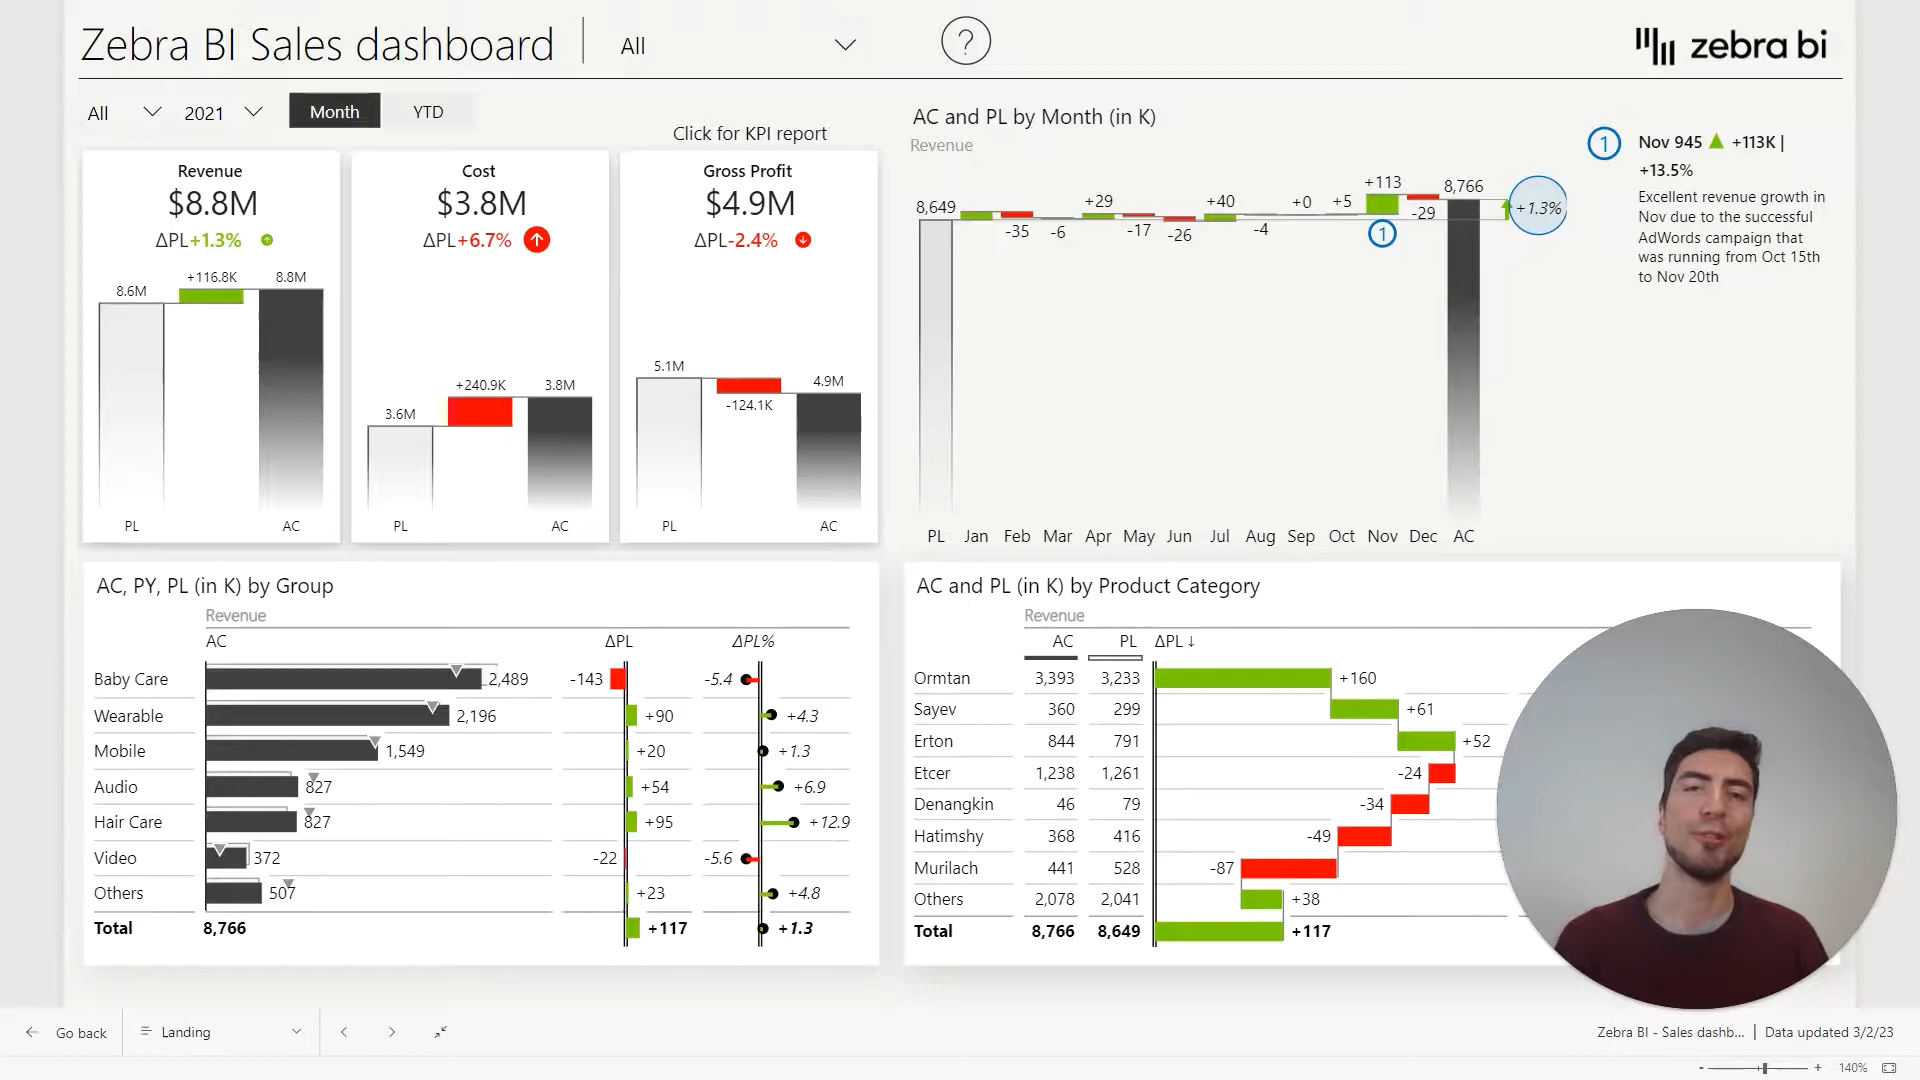 Zebra BI Sales dashboard
All
?
zebra bi
All
2021
Month
YTD
Click for KPI report
Revenue
$8.8M
ΔPL+1.3%
8.6M
+116.8K
8.8M
PL
AC
Cost
$3.8M
ΔPL+6.7%
3.6M
+240.9K
3.8M
PL
AC
Gross Profit
$4.9M
ΔPL-2.4%
5.1M
-124.1K
4.9M
PL
AC
AC and PL by Month (in K)
Revenue
8,649
-35
-6
+29
-17
-26
+40
-4
+0
+5
+113
-29
8,766
+1.3%
1
PL Jan Feb Mar Apr May Jun Jul Aug Sep Oct Nov Dec AC
1
Nov 945 ▲ +113K |
+13.5%
Excellent revenue growth in
Nov due to the successful
AdWords campaign that
was running from Oct 15th
to Nov 20th
AC, PY, PL (in K) by Group
Revenue
AC ΔPL ΔPL%
Baby Care 2,489 -143 -5.4
Wearable 2,196 +90 +4.3
Mobile 1,549 +20 +1.3
Audio 827 +54 +6.9
Hair Care 827 +95 +12.9
Video 372 -22 -5.6
Others 507 +23 +4.8
Total 8,766 +117 +1.3
AC and PL (in K) by Product Category
Revenue
AC PL ΔPL ↓
Ormtan 3,393 3,233 +160
Sayev 360 299 +61
Erton 844 791 +52
Etcer 1,238 1,261 -24
Denangkin 46 79 -34
Hatimshy 368 416 -49
Murilach 441 528 -87
Others 2,078 2,041 +38
Total 8,766 8,649 +117
← Go back
Landing
Zebra BI - Sales dashb... | Data updated 3/2/23
- + 140%